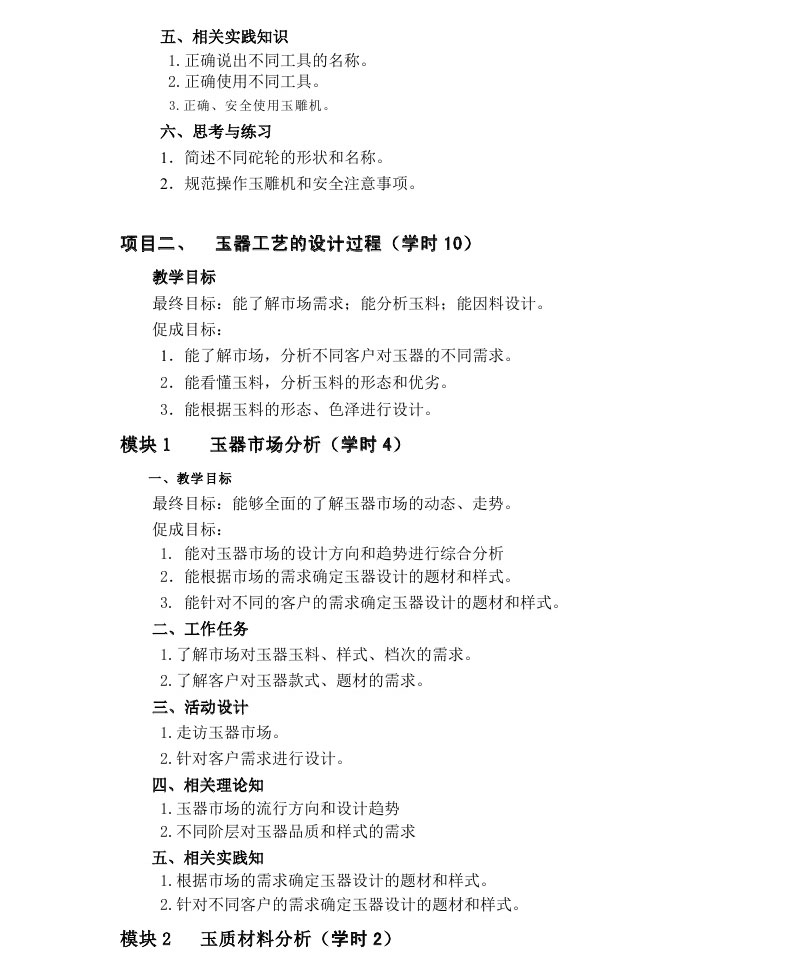 五、相关实践知识
1.正确说出不同工具的名称。
2.正确使用不同工具。
3.正确、安全使用玉雕机。
六、思考与练习
1．简述不同砣轮的形状和名称。
2．规范操作玉雕机和安全注意事项。
项目二、 玉器工艺的设计过程（学时 10）
教学目标
最终目标：能了解市场需求；能分析玉料；能因料设计。
促成目标：
1．能了解市场，分析不同客户对玉器的不同需求。
2．能看懂玉料，分析玉料的形态和优劣。
3．能根据玉料的形态、色泽进行设计。
模块 1 玉器市场分析（学时 4）
一、教学目标
最终目标：能够全面的了解玉器市场的动态、走势。
促成目标：
1. 能对玉器市场的设计方向和趋势进行综合分析
2．能根据市场的需求确定玉器设计的题材和样式。
3. 能针对不同的客户的需求确定玉器设计的题材和样式。
二、工作任务
1.了解市场对玉器玉料、样式、档次的需求。
2.了解客户对玉器款式、题材的需求。
三、活动设计
1.走访玉器市场。
2.针对客户需求进行设计。
四、相关理论知
1.玉器市场的流行方向和设计趋势
2.不同阶层对玉器品质和样式的需求
五、相关实践知
1.根据市场的需求确定玉器设计的题材和样式。
2.针对不同客户的需求确定玉器设计的题材和样式。
模块 2 玉质材料分析（学时 2）